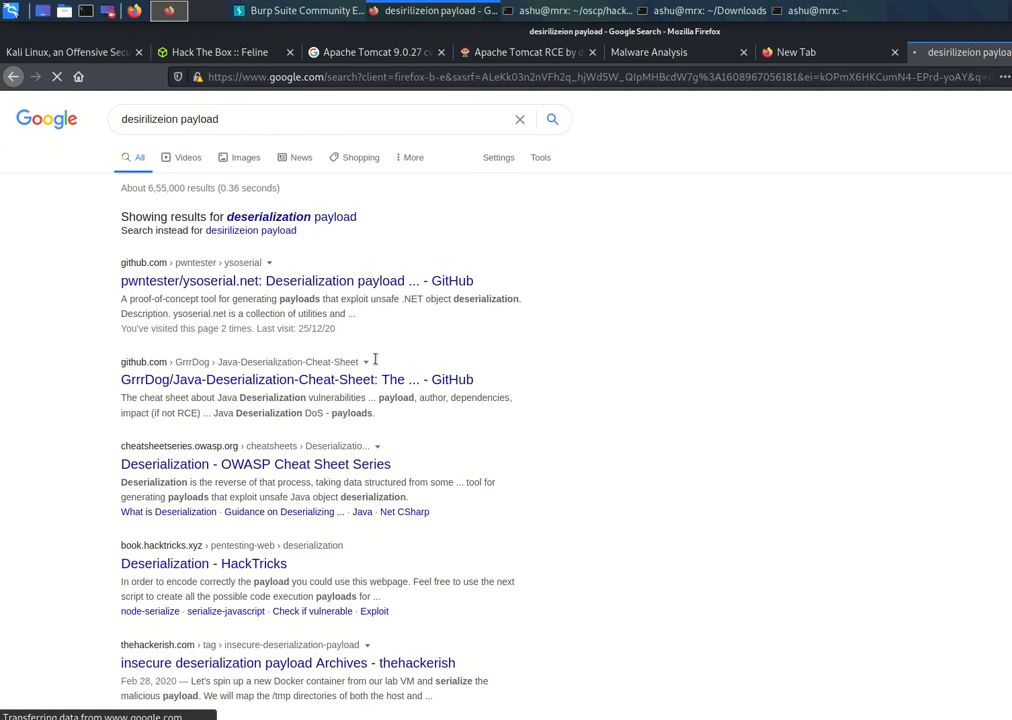 Burp Suite Community E...
desirilizeion payload - G...
ashu@mrx: ~/oscp/hack...
ashu@mrx: ~/Downloads
ashu@mrx: ~
desirilizeion payload - Google Search - Mozilla Firefox
Kali Linux, an Offensive Secu
Hack The Box :: Feline
Apache Tomcat 9.0.27 cv
Apache Tomcat RCE by d
Malware Analysis
New Tab
desirilizeion payloa
https://www.google.com/search?client=firefox-b-e&sxsrf=
Google
desirilizeion payload
All
Videos
Images
News
Shopping
More
Settings
Tools
About 6,55,000 results (0.36 seconds)
Showing results for deserialization payload
Search instead for desirilizeion payload
github.com › pwntester › ysoserial
pwntester/ysoserial.net: Deserialization payload ... - GitHub
A proof-of-concept tool for generating payloads that exploit unsafe .NET object deserialization.
Description. ysoserial.net is a collection of utilities and ...
You've visited this page 2 times. Last visit: 25/12/20
github.com › GrrrDog › Java-Deserialization-Cheat-Sheet
GrrrDog/Java-Deserialization-Cheat-Sheet: The ... - GitHub
The cheat sheet about Java Deserialization vulnerabilities ... payload, author, dependencies,
impact (if not RCE) ... Java Deserialization DoS - payloads.
cheatsheetseries.owasp.org › cheatsheets › Deserializatio...
Deserialization - OWASP Cheat Sheet Series
Deserialization is the reverse of that process, taking data structured from some ... tool for
generating payloads that exploit unsafe Java object deserialization.
What is Deserialization · Guidance on Deserializing ... · Java · Net CSharp
book.hacktricks.xyz › pentesting-web › deserialization
Deserialization - HackTricks
In order to encode correctly the payload you could use this webpage. Feel free to use the next
script to create all the possible code execution payloads for ...
node-serialize · serialize-javascript · Check if vulnerable · Exploit
thehackerish.com › tag › insecure-deserialization-payload
insecure deserialization payload Archives - thehackerish
Feb 28, 2020 — Let's spin up a new Docker container from our lab VM and serialize the
malicious payload. We will map the /tmp directories of both the host and ...
Transferring data from www.google.com